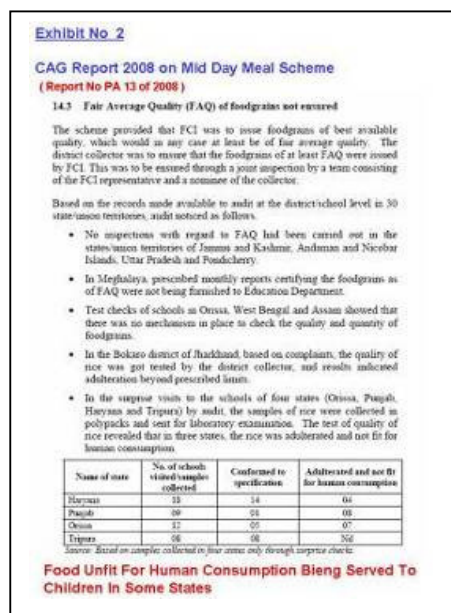 Exhibit No 2
CAG Report 2008 on Mid Day Meal Scheme
( Report No PA 13 of 2008 )
14.3 Fair Average Quality (FAQ) of foodgrains not ensured
The scheme provided that FCI was to issue foodgrains of best available
quality, which would in any case at least be of fair average quality. The
district collector was to ensure that the foodgrains of at least FAQ were issued
by FCI. This was to be ensured through a joint inspection by a team consisting
of the FCI representative and a nominee of the collector.
Based on the records made available to audit at the district/school level in 30
state/union territories, audit noticed as follows.
• No inspections with regard to FAQ had been carried out in the
states/union territories of Jammu and Kashmir, Andaman and Nicobar
Islands, Uttar Pradesh and Pondicherry.
• In Meghalaya, prescribed monthly reports certifying the foodgrains as
of FAQ were not being furnished to Education Department.
• Test checks of schools in Orissa, West Bengal and Assam showed that
there was no mechanism in place to check the quality and quantity of
foodgrains.
• In the Bokaro district of Jharkhand, based on complaints, the quality of
rice was got tested by the district collector, and results indicated
adulteration beyond prescribed limits.
• In the surprise visits to the schools of four states (Orissa, Punjab,
Haryana and Tripura) by audit, the samples of rice were collected in
polypacks and sent for laboratory examination. The test of quality of
rice revealed that in three states, the rice was adulterated and not fit for
human consumption.
Name of state No. of schools visited/samples collected Conformed to specification Adulterated and not fit for human consumption
Haryana 18 14 04
Punjab 09 01 08
Orissa 12 05 07
Tripura 08 08 Nil
Source: Based on samples collected in four states only through surprise checks.
Food Unfit For Human Consumption Bieng Served To
Children In Some States